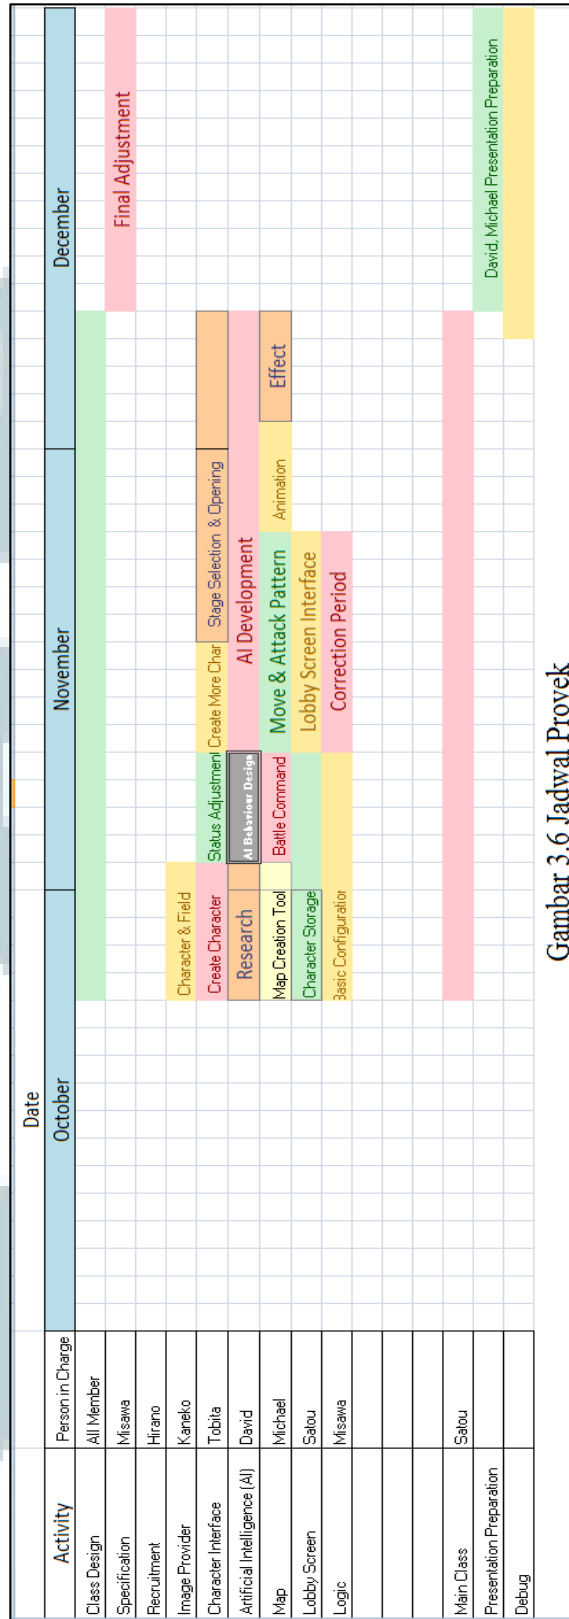 Date
Activity Person in Charge October November December
Class Design All Member
Specification Misawa Final Adjustment
Recruitment Hirano
Image Provider Kaneko Character & Field
Character Interface Tobita Create Character Status Adjustment Create More Char Stage Selection & Opening
Artificial Intelligence (AI) David Research AI Behaviour Design AI Development
Map Michael Map Creation Tool Battle Command Move & Attack Pattern Animation Effect
Lobby Screen Satou Character Storage Lobby Screen Interface
Logic Misawa Basic Configuration Correction Period
Main Class Satou
Presentation Preparation David, Michael Presentation Preparation
Debug
Gambar 3.6 Jadwal Proyek